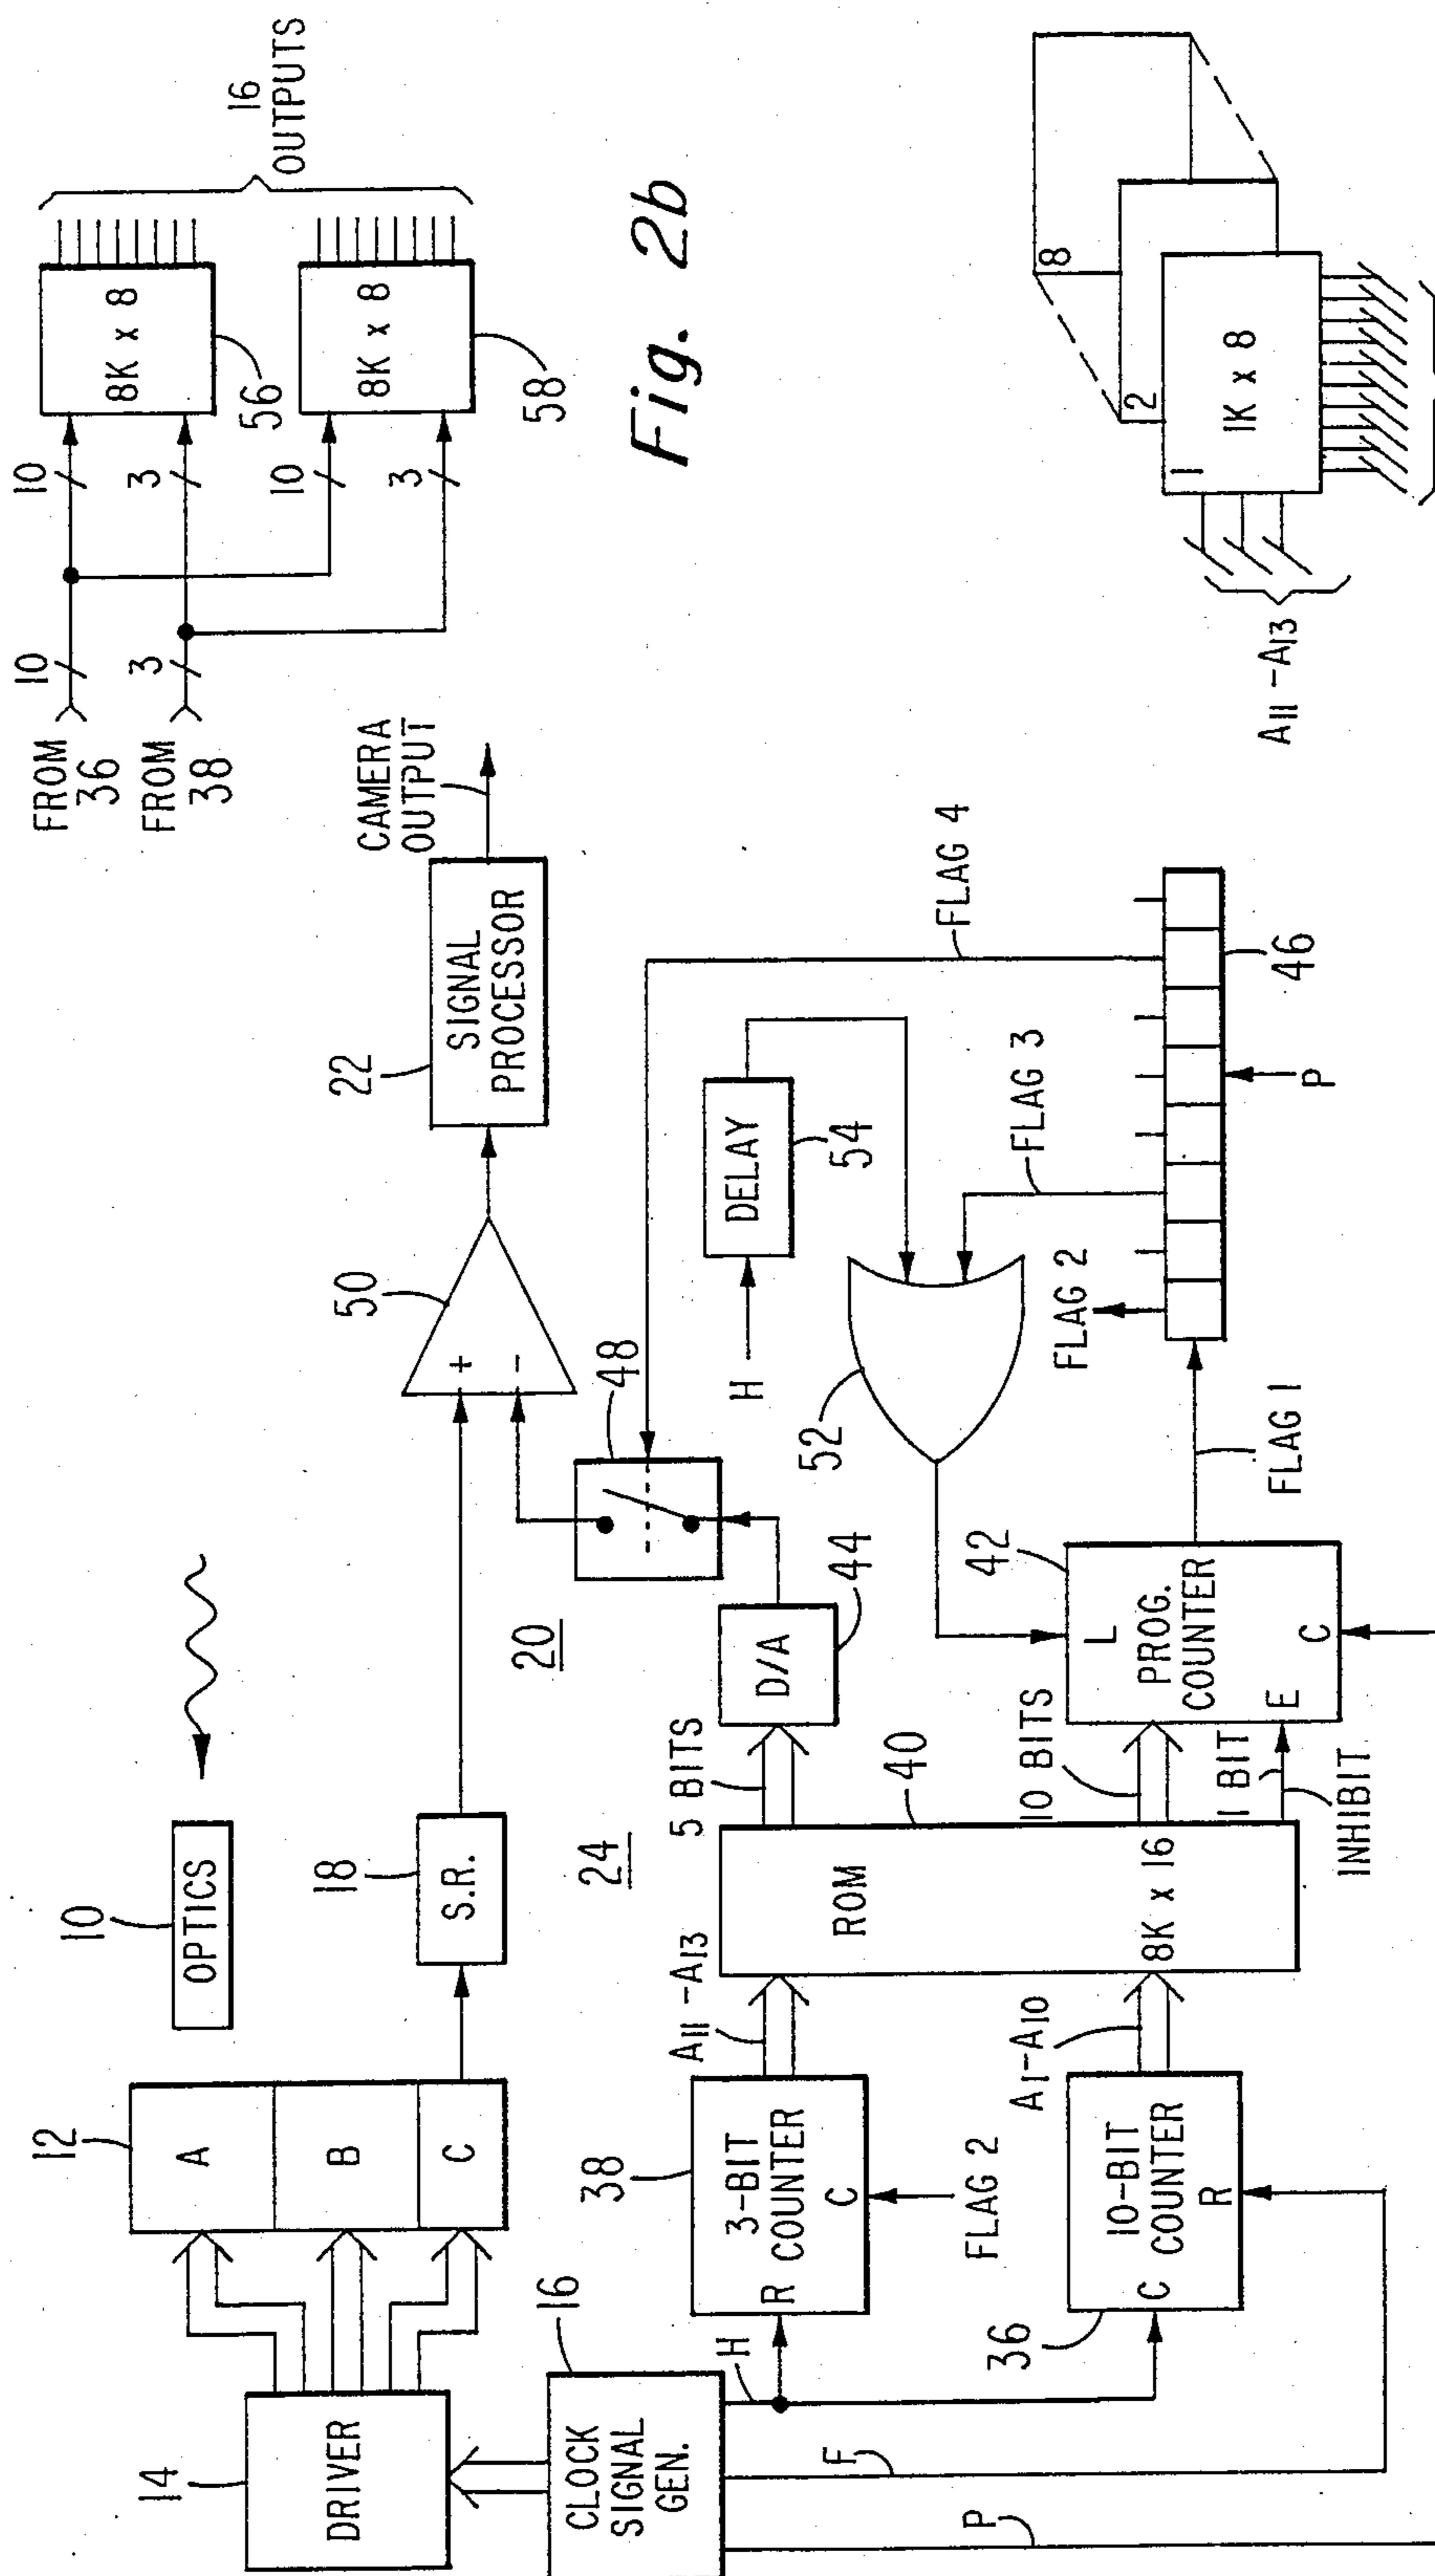 14
DRIVER
12
A
B
C
10
OPTICS
18
S.R.
50
+
-
22
SIGNAL
PROCESSOR
CAMERA
OUTPUT
16
CLOCK
SIGNAL
GEN.
H
F
P
38
3-BIT
COUNTER
R
C
FLAG 2
36
10-BIT
COUNTER
C
R
A11-A13
A1-A10
24
20
40
ROM
8K x 16
5 BITS
10 BITS
1 BIT
INHIBIT
D/A
44
48
42
L
PROG.
COUNTER
E
C
52
H
DELAY
54
FLAG 1
FLAG 2
FLAG 3
FLAG 4
P
46
FROM
36
FROM
38
10
3
10
3
10
3
8K x 8
56
8K x 8
58
16
OUTPUTS
Fig. 2b
A11-A13
1
2
8
1K x 8